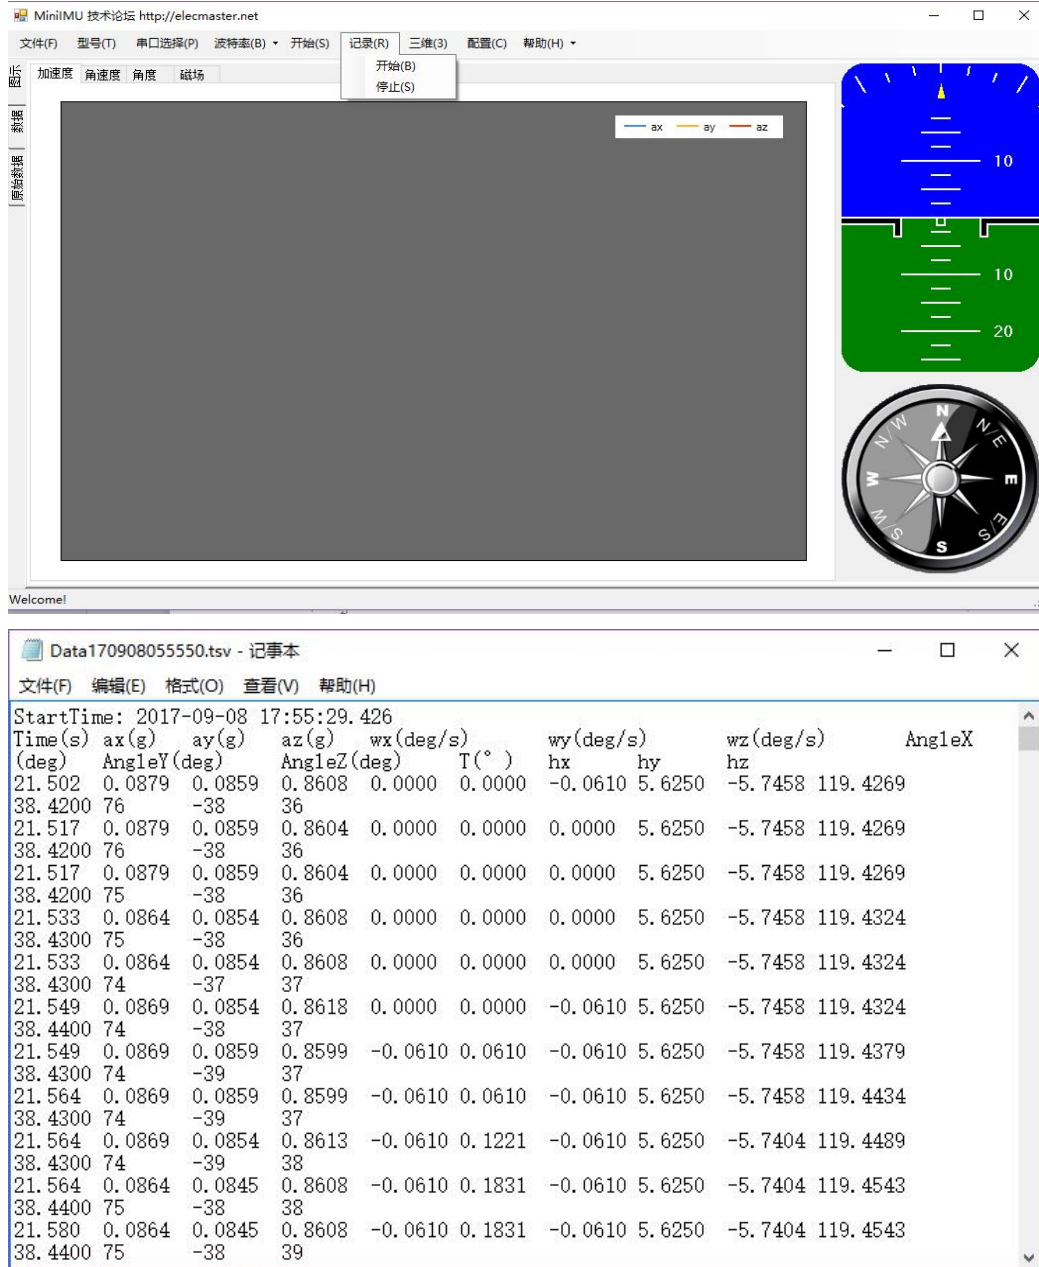 MiniIMU 技术论坛 http://elecmaster.net
文件(F) 型号(T) 串口选择(P) 波特率(B) 开始(S) 记录(R) 三维(3) 配置(C) 帮助(H)
开始(B)
停止(S)
图示
数据
原始数据
加速度 角速度 角度 磁场
ax ay az
10
10
20
N
N/E
E
E/S
S
S/W
W
N/W
Welcome!
Data170908055550.tsv - 记事本
文件(F) 编辑(E) 格式(O) 查看(V) 帮助(H)
StartTime: 2017-09-08 17:55:29.426
Time(s) ax(g) ay(g) az(g) wx(deg/s) wy(deg/s) wz(deg/s) AngleX
(deg) AngleY(deg) AngleZ(deg) T(°) hx hy hz
21.502 0.0879 0.0859 0.8608 0.0000 0.0000 -0.0610 5.6250 -5.7458 119.4269
38.4200 76 -38 36
21.517 0.0879 0.0859 0.8604 0.0000 0.0000 0.0000 5.6250 -5.7458 119.4269
38.4200 76 -38 36
21.517 0.0879 0.0859 0.8604 0.0000 0.0000 0.0000 5.6250 -5.7458 119.4269
38.4200 75 -38 36
21.533 0.0864 0.0854 0.8608 0.0000 0.0000 0.0000 5.6250 -5.7458 119.4324
38.4300 75 -38 36
21.533 0.0864 0.0854 0.8608 0.0000 0.0000 0.0000 5.6250 -5.7458 119.4324
38.4300 74 -37 37
21.549 0.0869 0.0854 0.8618 0.0000 0.0000 -0.0610 5.6250 -5.7458 119.4324
38.4400 74 -38 37
21.549 0.0869 0.0859 0.8599 -0.0610 0.0610 -0.0610 5.6250 -5.7458 119.4379
38.4300 74 -39 37
21.564 0.0869 0.0859 0.8599 -0.0610 0.0610 -0.0610 5.6250 -5.7458 119.4434
38.4300 74 -39 37
21.564 0.0869 0.0854 0.8613 -0.0610 0.1221 -0.0610 5.6250 -5.7404 119.4489
38.4300 74 -39 38
21.564 0.0864 0.0845 0.8608 -0.0610 0.1831 -0.0610 5.6250 -5.7404 119.4543
38.4400 75 -38 38
21.580 0.0864 0.0845 0.8608 -0.0610 0.1831 -0.0610 5.6250 -5.7404 119.4543
38.4400 75 -38 39